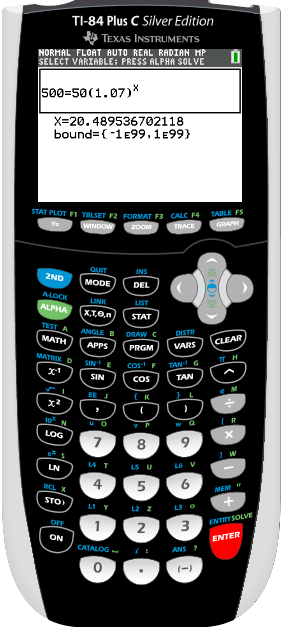 TI-84 Plus C Silver Edition
TEXAS INSTRUMENTS
NORMAL FLOAT AUTO REAL RADIAN MP
SELECT VARIABLE; PRESS ALPHA SOLVE
500=50(1.07)ˣ
X=20.489536702118
bound={-1ᴇ99,1ᴇ99}
STAT PLOT F1 TBLSET F2 FORMAT F3 CALC F4 TABLE F5
Y= WINDOW ZOOM TRACE GRAPH
QUIT INS
2ND MODE DEL
A-LOCK LINK LIST
ALPHA X,T,Θ,n STAT
TEST A ANGLE B DRAW C DISTR
MATH APPS PRGM VARS CLEAR
MATRIX D SIN⁻¹ E COS⁻¹ F TAN⁻¹ G π H
x⁻¹ SIN COS TAN ^
√ I EE J { K } L e M
x² , ( ) ÷
10ˣ N u O v P w Q [ R
LOG 7 8 9 ×
eˣ S L4 T L5 U L6 V ] W
LN 4 5 6 −
RCL X L1 Y L2 Z L3 θ MEM "
STO› 1 2 3 +
OFF CATALOG ⎵ i : ANS ? ENTRY SOLVE
ON 0 . (−) ENTER